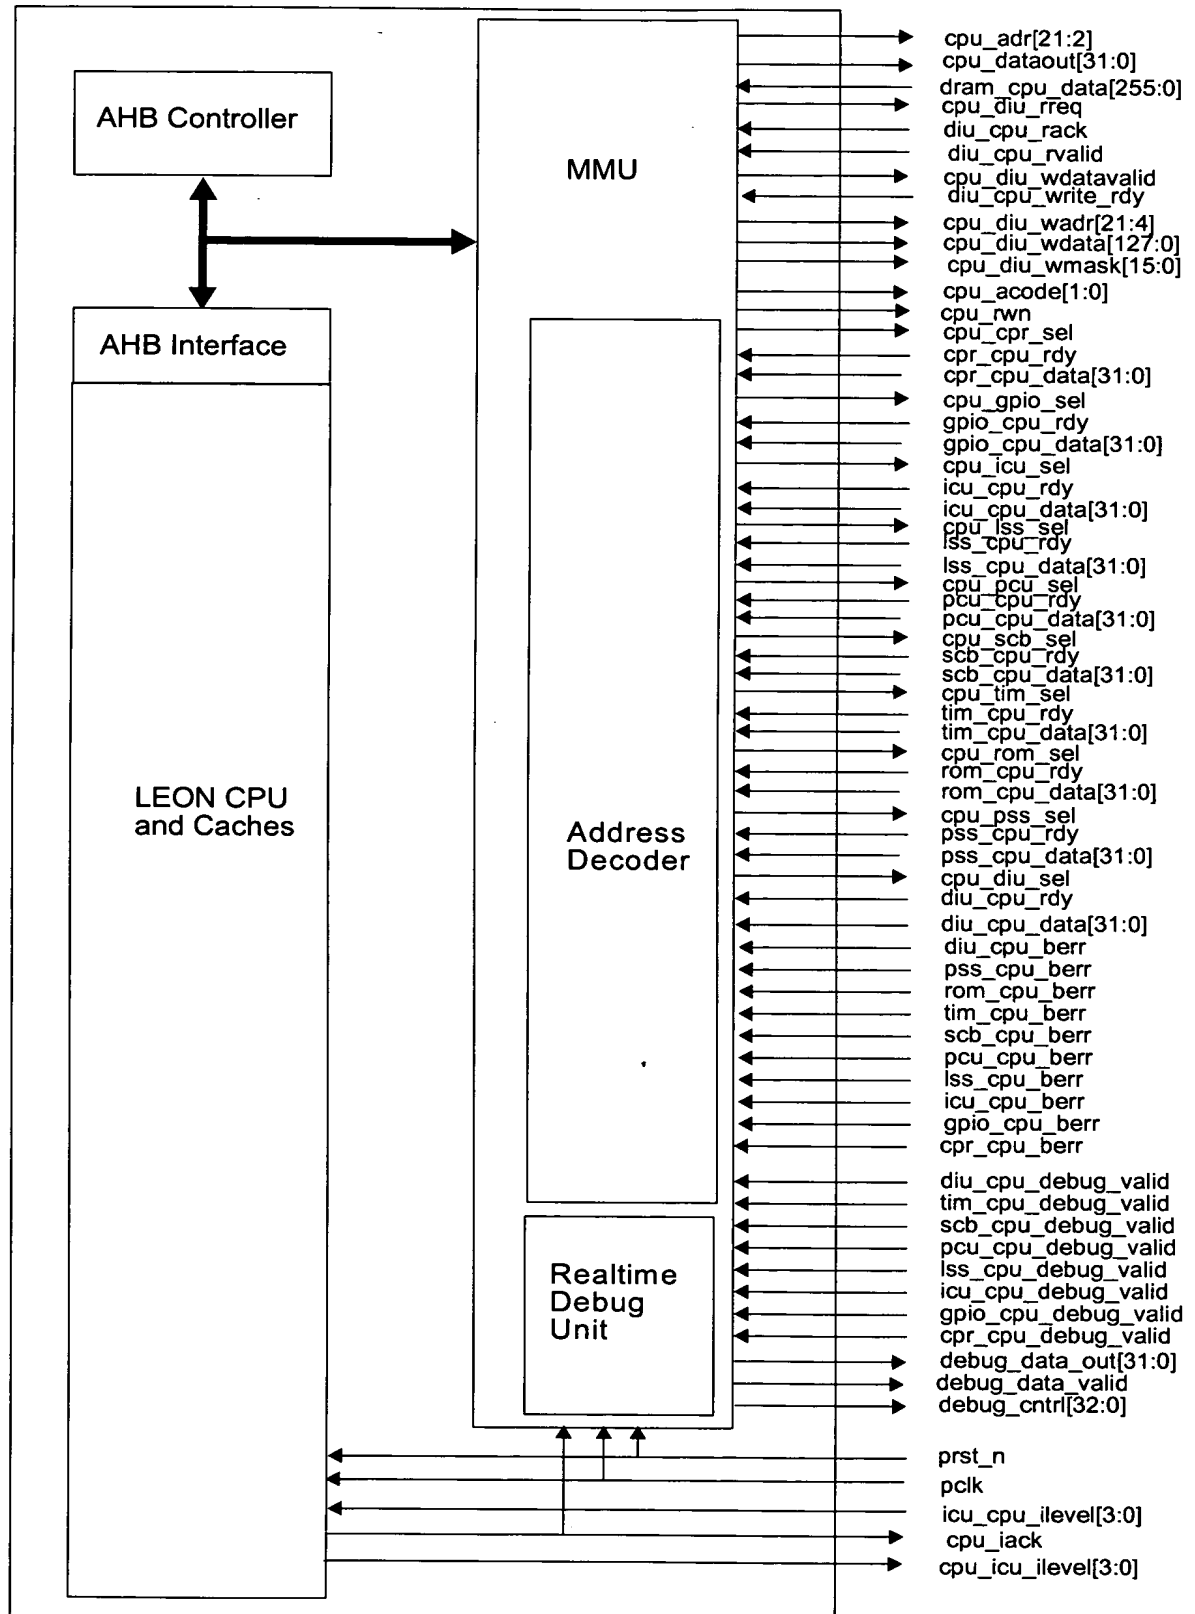 AHB Controller
AHB Interface
LEON CPU
and Caches
MMU
Address
Decoder
Realtime
Debug
Unit
cpu_adr[21:2]
cpu_dataout[31:0]
dram_cpu_data[255:0]
cpu_diu_rreq
diu_cpu_rack
diu_cpu_rvalid
cpu_diu_wdatavalid
diu_cpu_write_rdy
cpu_diu_wadr[21:4]
cpu_diu_wdata[127:0]
cpu_diu_wmask[15:0]
cpu_acode[1:0]
cpu_rwn
cpu_cpr_sel
cpr_cpu_rdy
cpr_cpu_data[31:0]
cpu_gpio_sel
gpio_cpu_rdy
gpio_cpu_data[31:0]
cpu_icu_sel
icu_cpu_rdy
icu_cpu_data[31:0]
cpu_lss_sel
lss_cpu_rdy
lss_cpu_data[31:0]
cpu_pcu_sel
pcu_cpu_rdy
pcu_cpu_data[31:0]
cpu_scb_sel
scb_cpu_rdy
scb_cpu_data[31:0]
cpu_tim_sel
tim_cpu_rdy
tim_cpu_data[31:0]
cpu_rom_sel
rom_cpu_rdy
rom_cpu_data[31:0]
cpu_pss_sel
pss_cpu_rdy
pss_cpu_data[31:0]
cpu_diu_sel
diu_cpu_rdy
diu_cpu_data[31:0]
diu_cpu_berr
pss_cpu_berr
rom_cpu_berr
tim_cpu_berr
scb_cpu_berr
pcu_cpu_berr
lss_cpu_berr
icu_cpu_berr
gpio_cpu_berr
cpr_cpu_berr
diu_cpu_debug_valid
tim_cpu_debug_valid
scb_cpu_debug_valid
pcu_cpu_debug_valid
lss_cpu_debug_valid
icu_cpu_debug_valid
gpio_cpu_debug_valid
cpr_cpu_debug_valid
debug_data_out[31:0]
debug_data_valid
debug_cntrl[32:0]
prst_n
pclk
icu_cpu_ilevel[3:0]
cpu_iack
cpu_icu_ilevel[3:0]